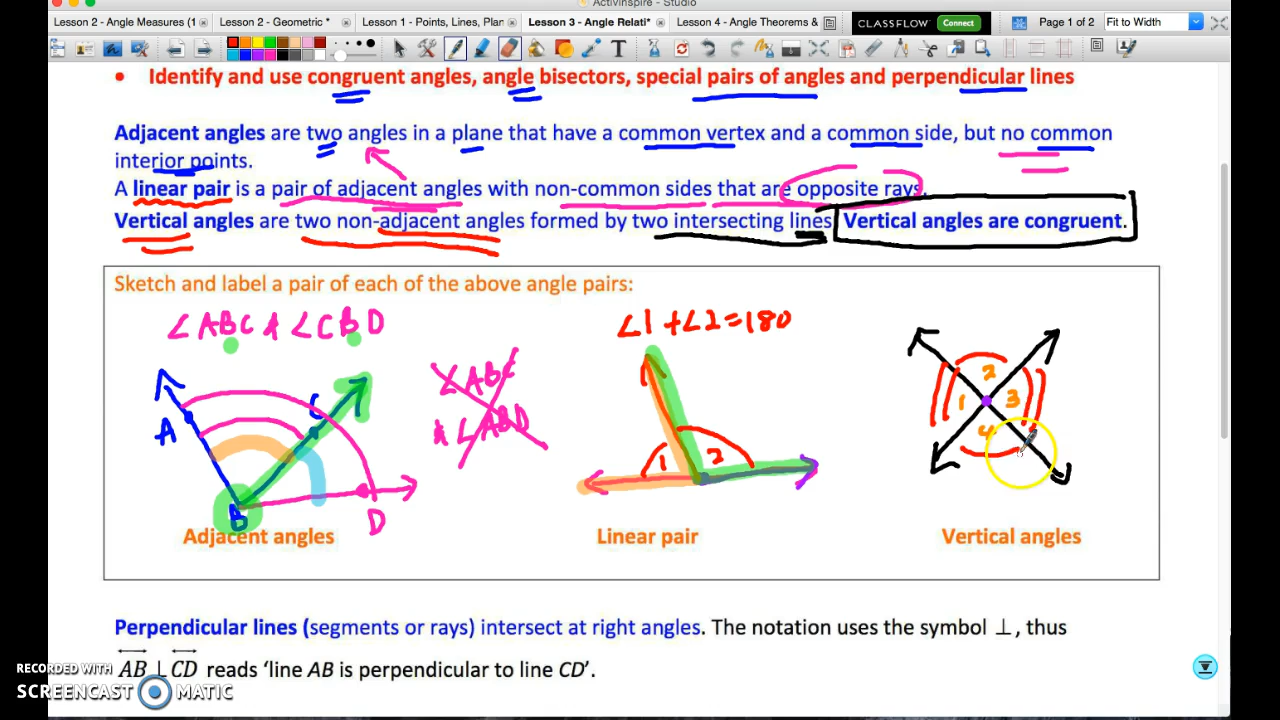 ActivInspire - Studio
Lesson 2 - Angle Measures (1 Lesson 2 - Geometric * Lesson 1 - Points, Lines, Plan Lesson 3 - Angle Relati* Lesson 4 - Angle Theorems &
CLASSFLOW Connect
Page 1 of 2 Fit to Width
T
• Identify and use congruent angles, angle bisectors, special pairs of angles and perpendicular lines
Adjacent angles are two angles in a plane that have a common vertex and a common side, but no common
interior points.
A linear pair is a pair of adjacent angles with non-common sides that are opposite rays.
Vertical angles are two non-adjacent angles formed by two intersecting lines Vertical angles are congruent.
Sketch and label a pair of each of the above angle pairs:
∠ABC & ∠CBD
∠1 + ∠2 = 180
∠ABC
& ∠ABD
A C B D
1 2
2
1 3
4
Adjacent angles Linear pair Vertical angles
Perpendicular lines (segments or rays) intersect at right angles. The notation uses the symbol ⊥, thus
AB ⊥ CD reads ‘line AB is perpendicular to line CD’.
RECORDED WITH
SCREENCAST MATIC